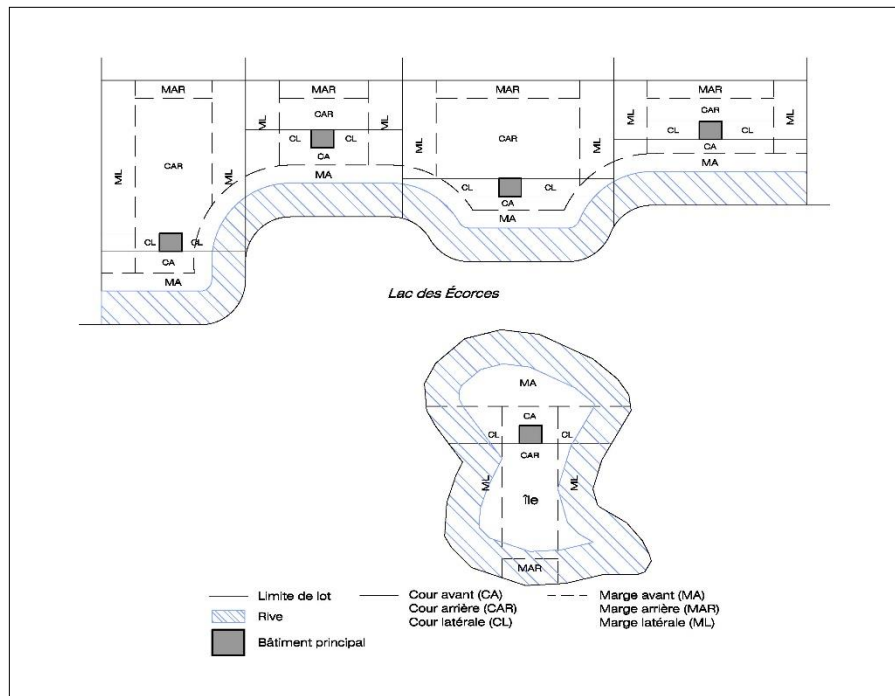 MAR MAR MAR MAR
ML ML ML ML ML ML
CAR CAR CAR
CL CL CL CL
CAR
CA CA
ML ML MA MA
CL CL
CA
CL CL MA
CA
MA
Lac des Écorces
MA
CA
CL CL
CAR
ML ML
île
MAR
Limite de lot Cour avant (CA) Marge avant (MA)
Rive Cour arrière (CAR) Marge arrière (MAR)
Cour latérale (CL) Marge latérale (ML)
Bâtiment principal